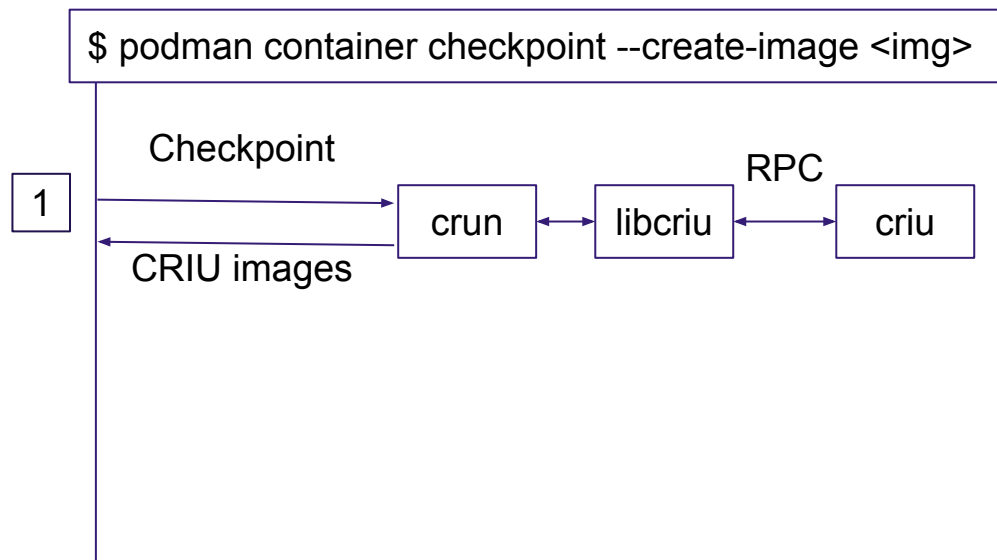 $ podman container checkpoint --create-image <img>
Checkpoint
RPC
1
crun
libcriu
criu
CRIU images